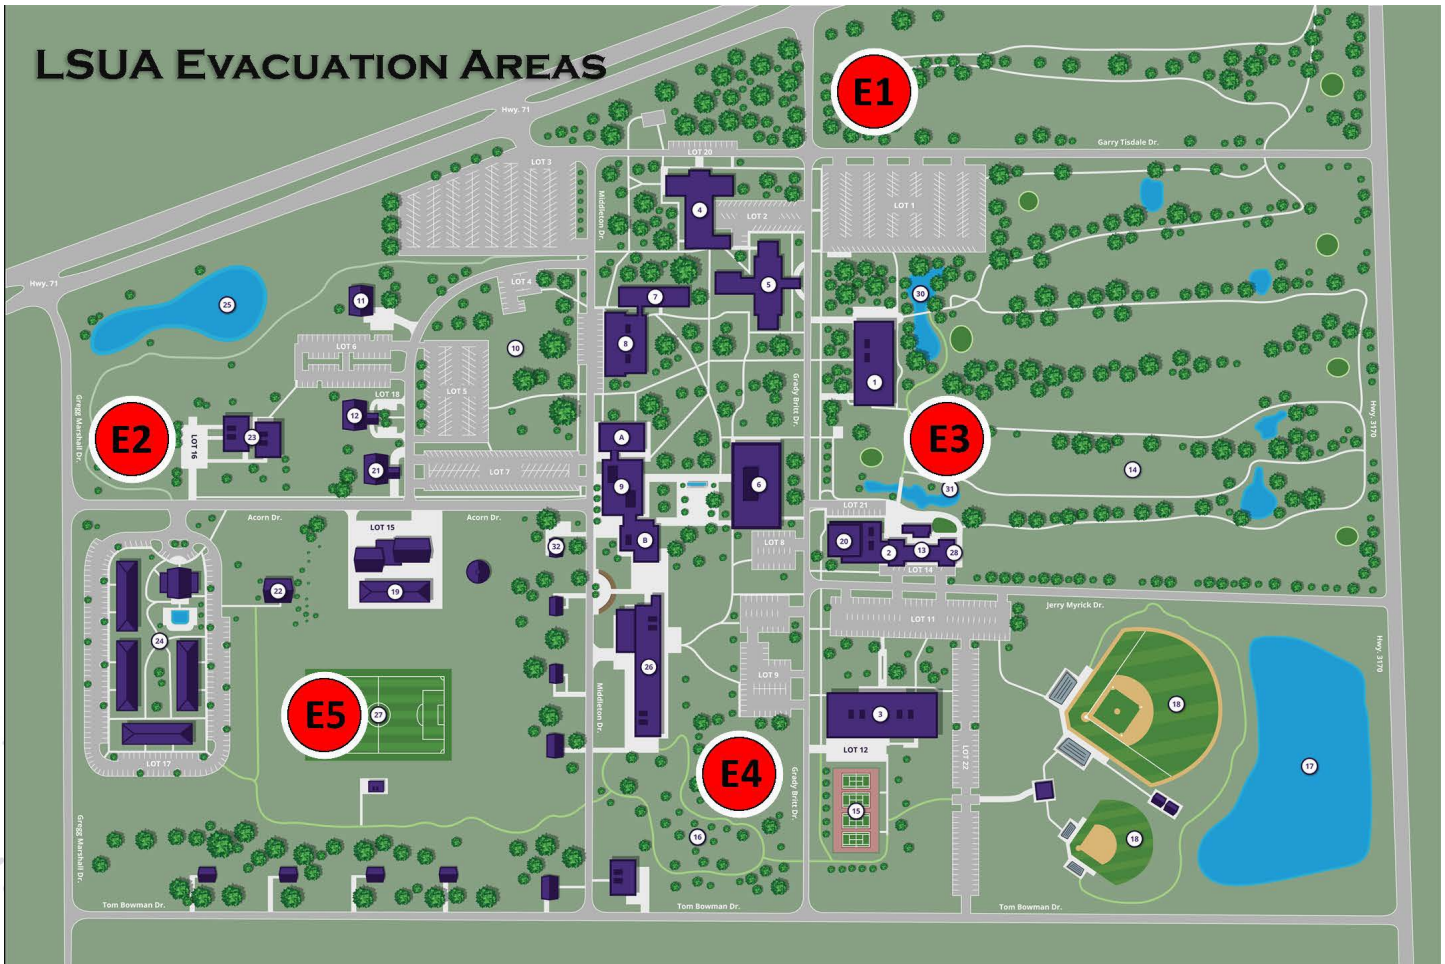 LSUA EVACUATION AREAS
E1
Hwy. 71
Garry Tisdale Dr.
LOT 20
LOT 3
4
Middleton Dr.
LOT 2
LOT 1
Hwy. 71
25
11
LOT 4
7
5
30
LOT 6
10
8
1
LOT 18
LOT 5
Grady Britt Dr.
Gregg Marshall Dr.
E2
LOT 16
23
12
A
E3
Hwy. 3170
21
LOT 7
9
6
14
31
Acorn Dr.
Acorn Dr.
LOT 15
LOT 21
32
B
LOT 8
20
2
13
28
LOT 14
22
19
Jerry Myrick Dr.
LOT 11
24
26
LOT 9
Hwy. 3170
E5
27
Middleton Dr.
3
18
LOT 12
LOT 22
LOT 17
E4
Grady Britt Dr.
17
15
16
18
Gregg Marshall Dr.
Tom Bowman Dr.
Tom Bowman Dr.
Tom Bowman Dr.